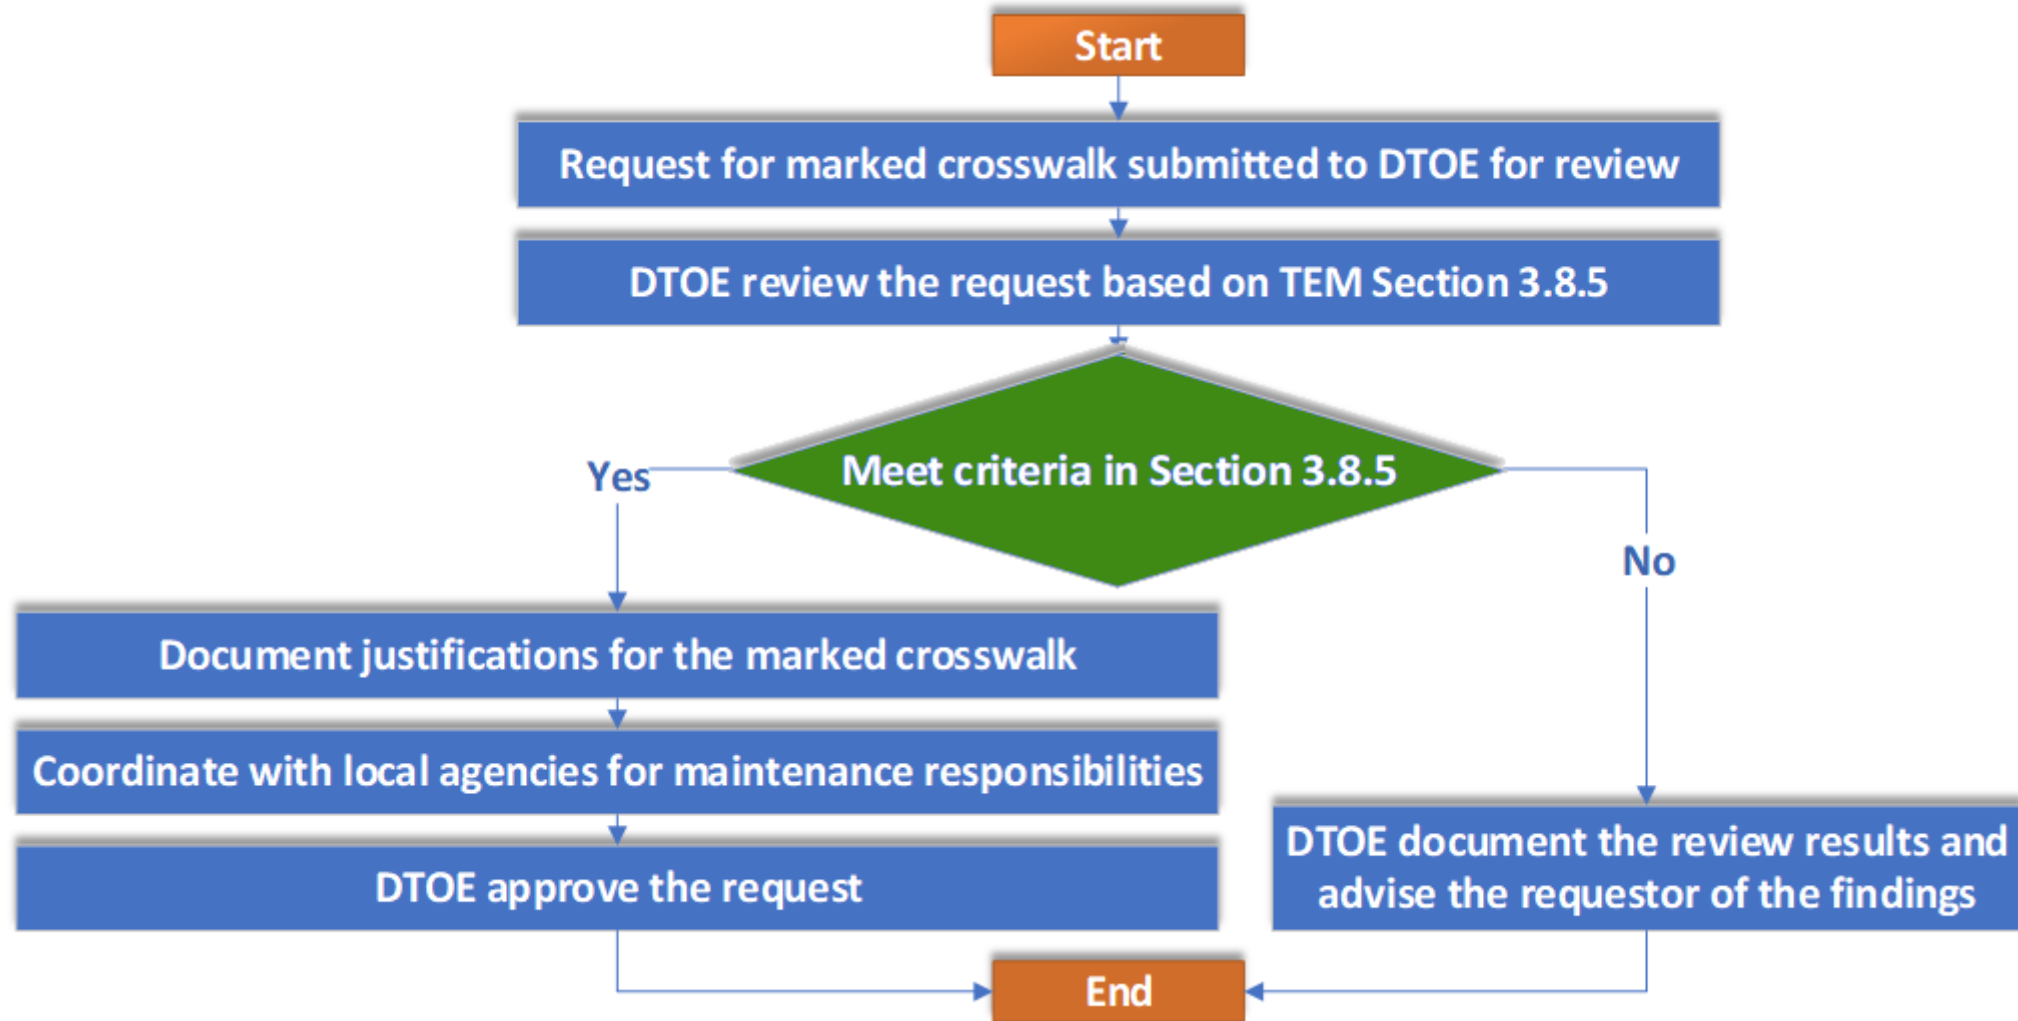 Start
Request for marked crosswalk submitted to DTOE for review
DTOE review the request based on TEM Section 3.8.5
Meet criteria in Section 3.8.5
Yes
No
Document justifications for the marked crosswalk
Coordinate with local agencies for maintenance responsibilities
DTOE approve the request
DTOE document the review results and
advise the requestor of the findings
End